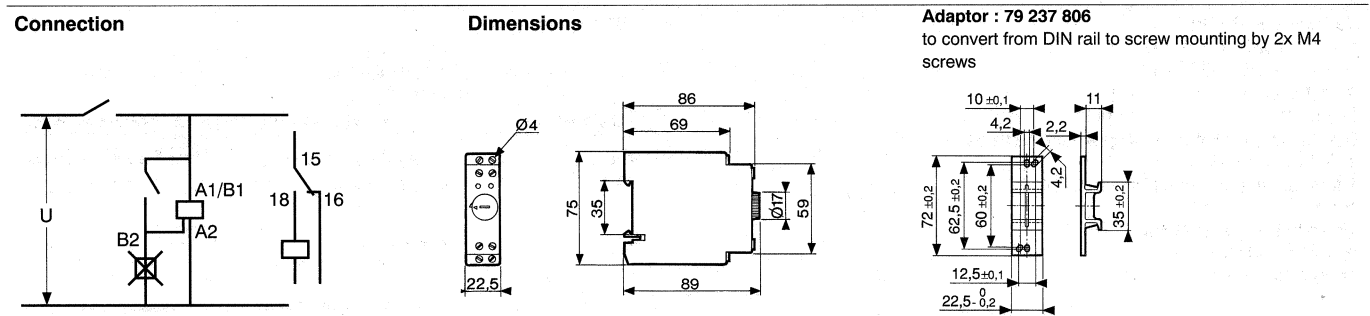 Connection
Dimensions
Adaptor : 79 237 806
to convert from DIN rail to screw mounting by 2x M4
screws
U
B2
A1/B1
A2
15
18
16
Ø4
22,5
86
69
75
35
Ø17
59
89
10 ±0,1
11
4,2
2,2
4,2
72 ±0,2
62,5 ±0,2
60 ±0,2
35 ±0,2
12,5±0,1
22,5- 0 0,2